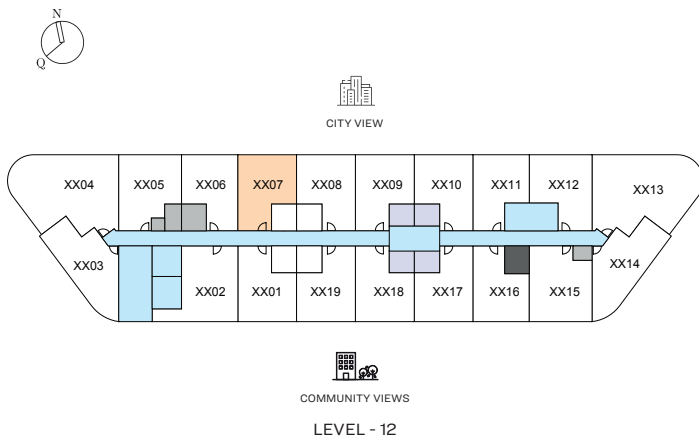 N
Q
CITY VIEW
XX04 XX05 XX06 XX07 XX08 XX09 XX10 XX11 XX12 XX13
XX03 XX02 XX01 XX19 XX18 XX17 XX16 XX15 XX14
COMMUNITY VIEWS
LEVEL - 12